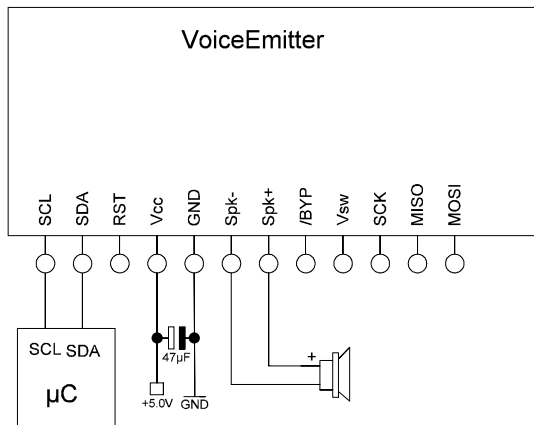 VoiceEmitter
SCL
SDA
RST
Vcc
GND
Spk-
Spk+
/BYP
Vsw
SCK
MISO
MOSI
SCL SDA
µC
47µF
+5.0V
GND
+